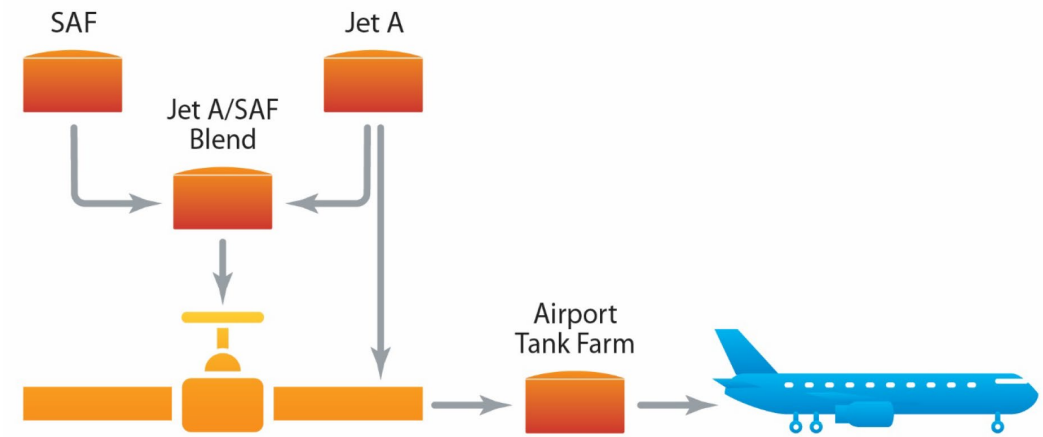 SAF
Jet A
Jet A/SAF
Blend
Airport
Tank Farm